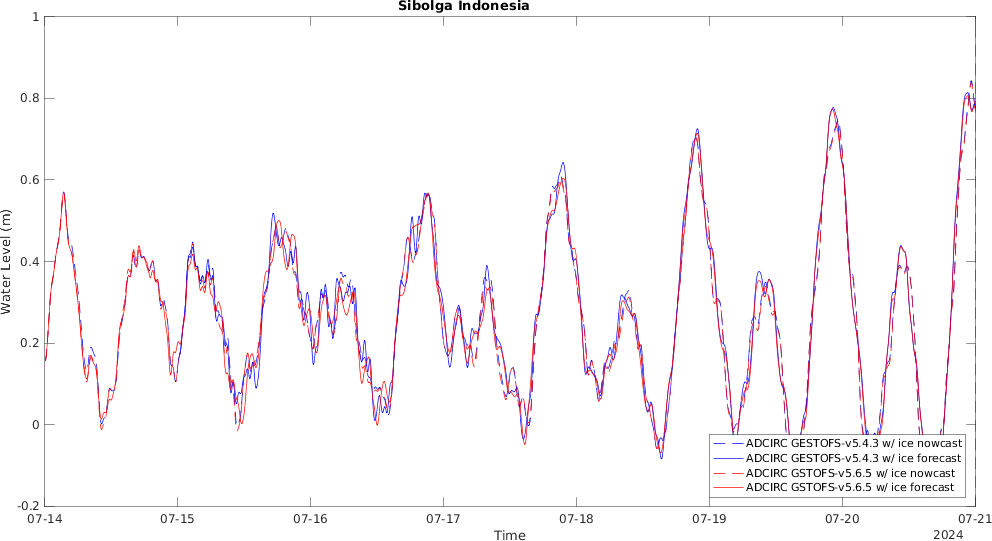 Sibolga Indonesia
Water Level (m)
1
0.8
0.6
0.4
0.2
0
-0.2
ADCIRC GESTOFS-v5.4.3 w/ ice nowcast
ADCIRC GESTOFS-v5.4.3 w/ ice forecast
ADCIRC GSTOFS-v5.6.5 w/ ice nowcast
ADCIRC GSTOFS-v5.6.5 w/ ice forecast
07-14 07-15 07-16 07-17 07-18 07-19 07-20 07-21
Time
2024